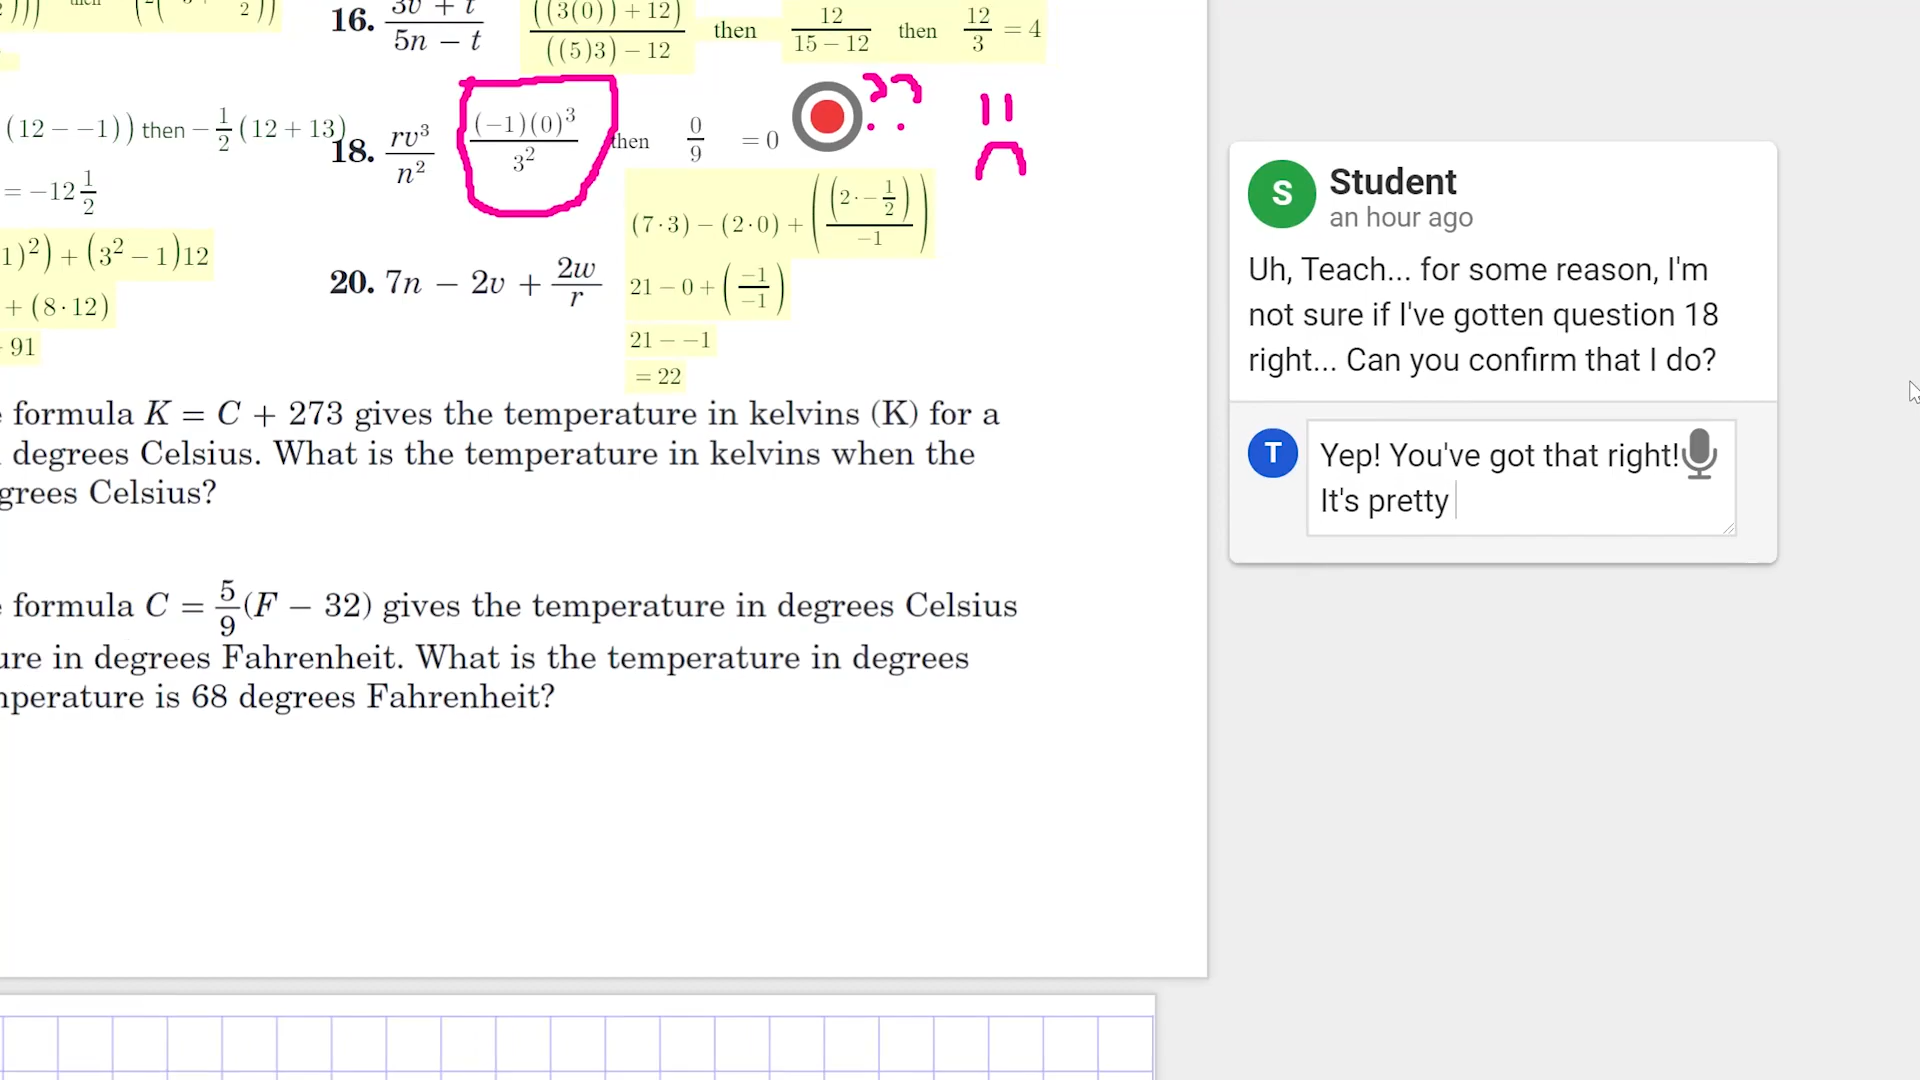 then
2
16. 3v + t / 5n − t
((3(0)) + 12) / ((5)3) − 12 then 12 / 15 − 12 then 12/3 = 4
(12 − −1)) then −1/2 (12 + 13)
= −12 1/2
18. rv³ / n²
(−1)(0)³ / 3² then 0/9 = 0
??
1)²) + (3² − 1)12
+ (8·12)
91
20. 7n − 2v + 2w/r
(7·3) − (2·0) + ((2·−1/2) / −1)
21 − 0 + (−1/−1)
21 − −1
= 22
formula K = C + 273 gives the temperature in kelvins (K) for a
degrees Celsius. What is the temperature in kelvins when the
grees Celsius?
formula C = 5/9 (F − 32) gives the temperature in degrees Celsius
ure in degrees Fahrenheit. What is the temperature in degrees
perature is 68 degrees Fahrenheit?
S
Student
an hour ago
Uh, Teach... for some reason, I'm
not sure if I've gotten question 18
right... Can you confirm that I do?
T
Yep! You've got that right!
It's pretty